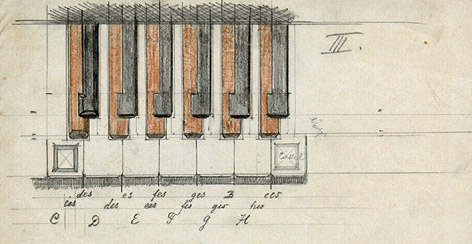 III.
des es fes ges B ces
cis dis eis fis gis his
C D E F G H